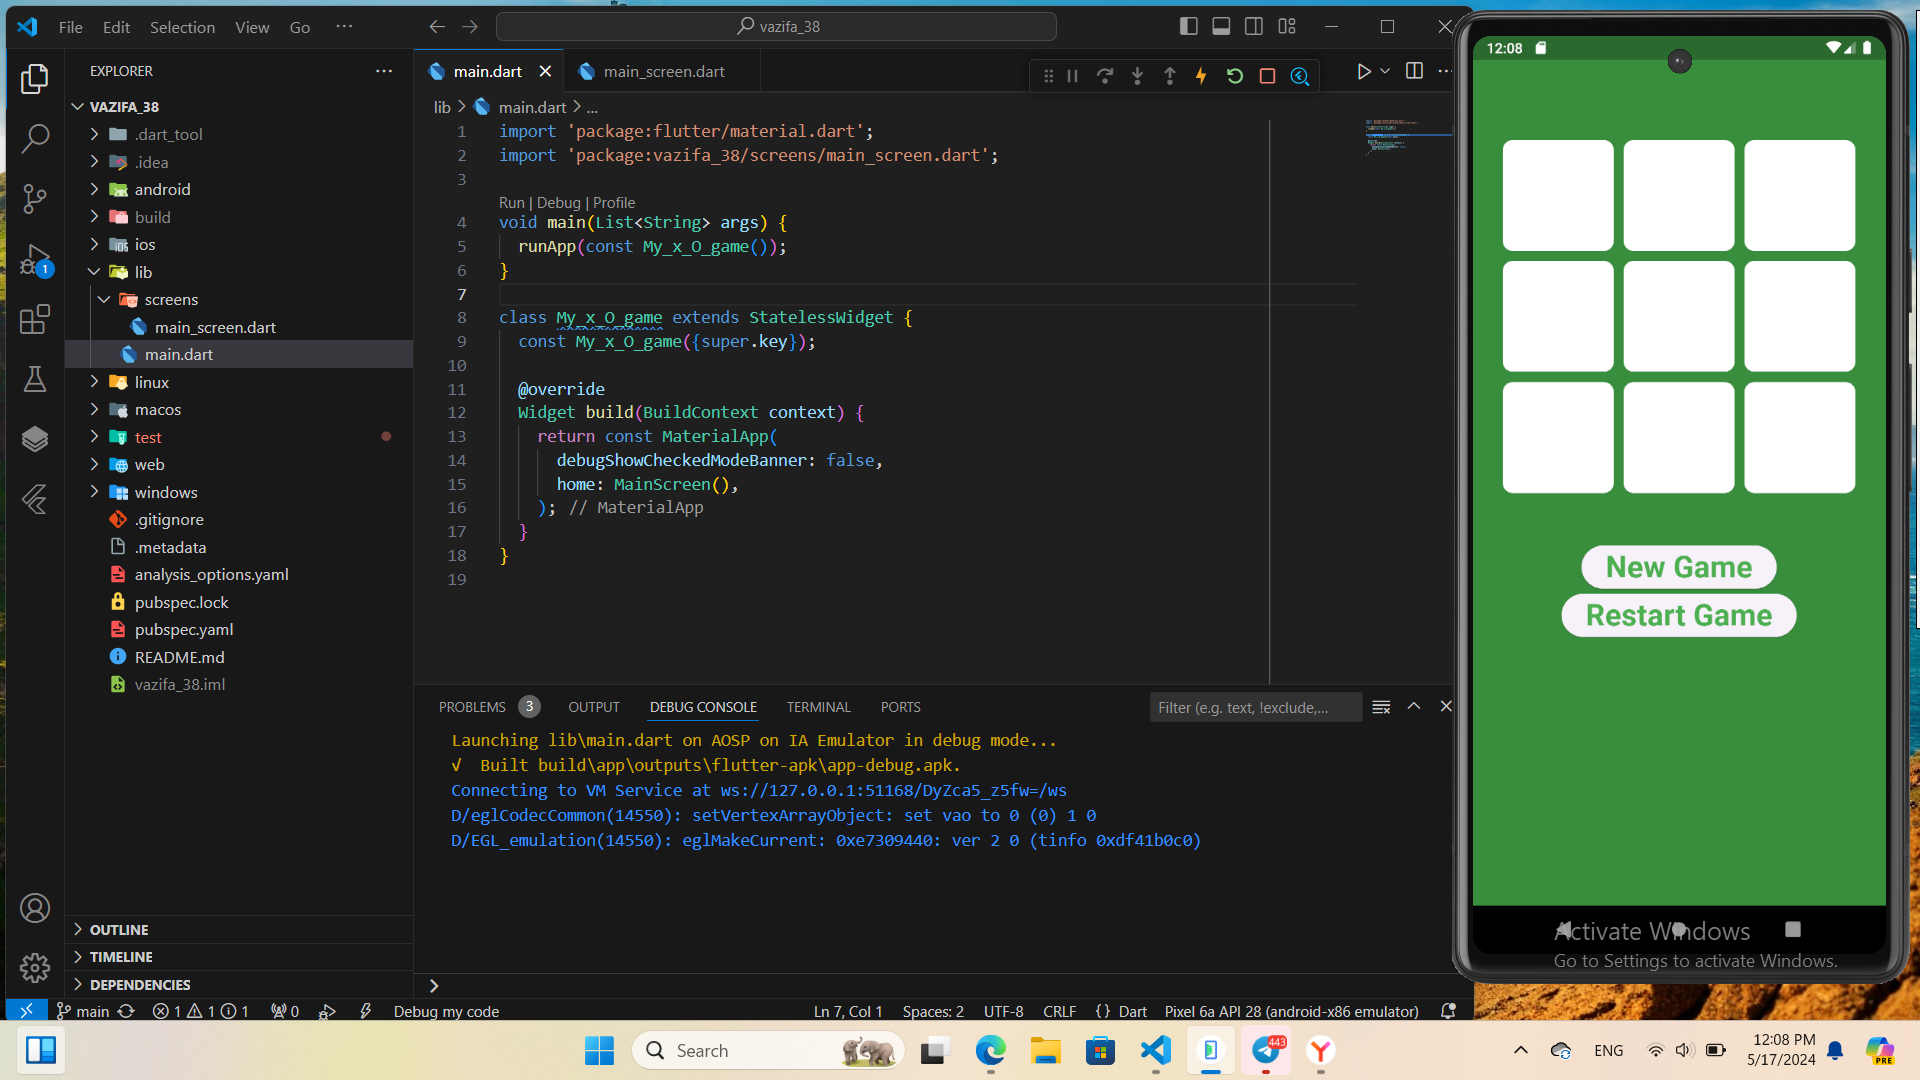 File Edit Selection View Go ···
vazifa_38
EXPLORER
VAZIFA_38
.dart_tool
.idea
android
build
ios
lib
screens
main_screen.dart
main.dart
linux
macos
test
web
windows
.gitignore
.metadata
analysis_options.yaml
pubspec.lock
pubspec.yaml
README.md
vazifa_38.iml
OUTLINE
TIMELINE
DEPENDENCIES
1
main.dart
main_screen.dart
lib > main.dart > ...
1 import 'package:flutter/material.dart';
2 import 'package:vazifa_38/screens/main_screen.dart';
3
Run | Debug | Profile
4 void main(List<String> args) {
5 runApp(const My_x_O_game());
6 }
7
8 class My_x_O_game extends StatelessWidget {
9 const My_x_O_game({super.key});
10
11 @override
12 Widget build(BuildContext context) {
13 return const MaterialApp(
14 debugShowCheckedModeBanner: false,
15 home: MainScreen(),
16 ); // MaterialApp
17 }
18 }
19
PROBLEMS 3 OUTPUT DEBUG CONSOLE TERMINAL PORTS
Filter (e.g. text, !exclude,...
Launching lib\main.dart on AOSP on IA Emulator in debug mode...
√ Built build\app\outputs\flutter-apk\app-debug.apk.
Connecting to VM Service at ws://127.0.0.1:51168/DyZca5_z5fw=/ws
D/eglCodecCommon(14550): setVertexArrayObject: set vao to 0 (0) 1 0
D/EGL_emulation(14550): eglMakeCurrent: 0xe7309440: ver 2 0 (tinfo 0xdf41b0c0)
main 1 1 1 0 Debug my code
Ln 7, Col 1 Spaces: 2 UTF-8 CRLF {} Dart Pixel 6a API 28 (android-x86 emulator)
12:08
New Game
Restart Game
Activate Windows
Go to Settings to activate Windows.
Search
443
ENG
12:08 PM
5/17/2024
PRE